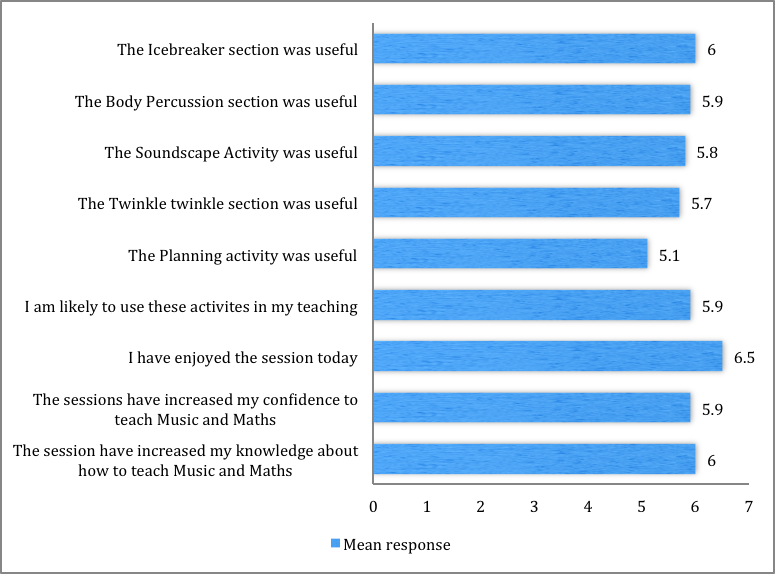 The Icebreaker section was useful
6
The Body Percussion section was useful
5.9
The Soundscape Activity was useful
5.8
The Twinkle twinkle section was useful
5.7
The Planning activity was useful
5.1
I am likely to use these activites in my teaching
5.9
I have enjoyed the session today
6.5
The sessions have increased my confidence to
teach Music and Maths
5.9
The session have increased my knowledge about
how to teach Music and Maths
6
0 1 2 3 4 5 6 7
Mean response